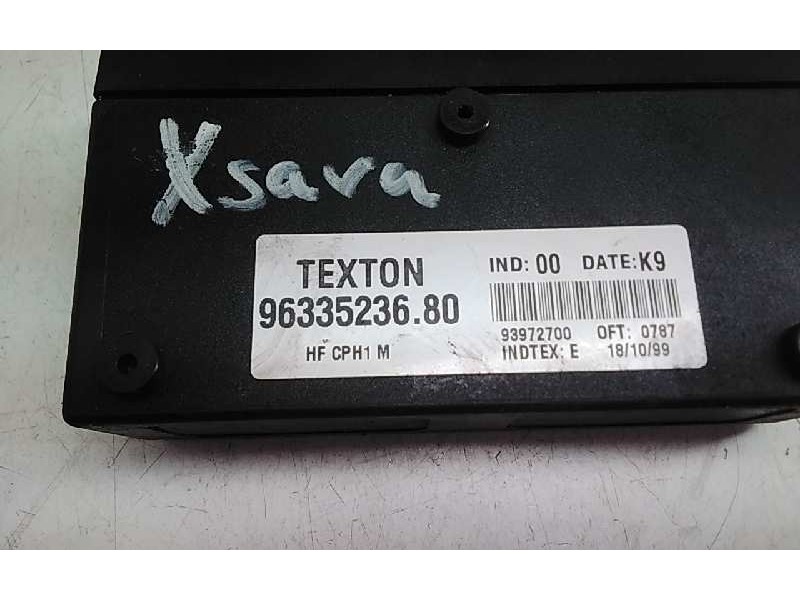 Xsara
TEXTON
96335236.80
HF CPH1 M
IND: 00 DATE: K9
93972700 OFT: 0787
INDTEX: E 18/10/99